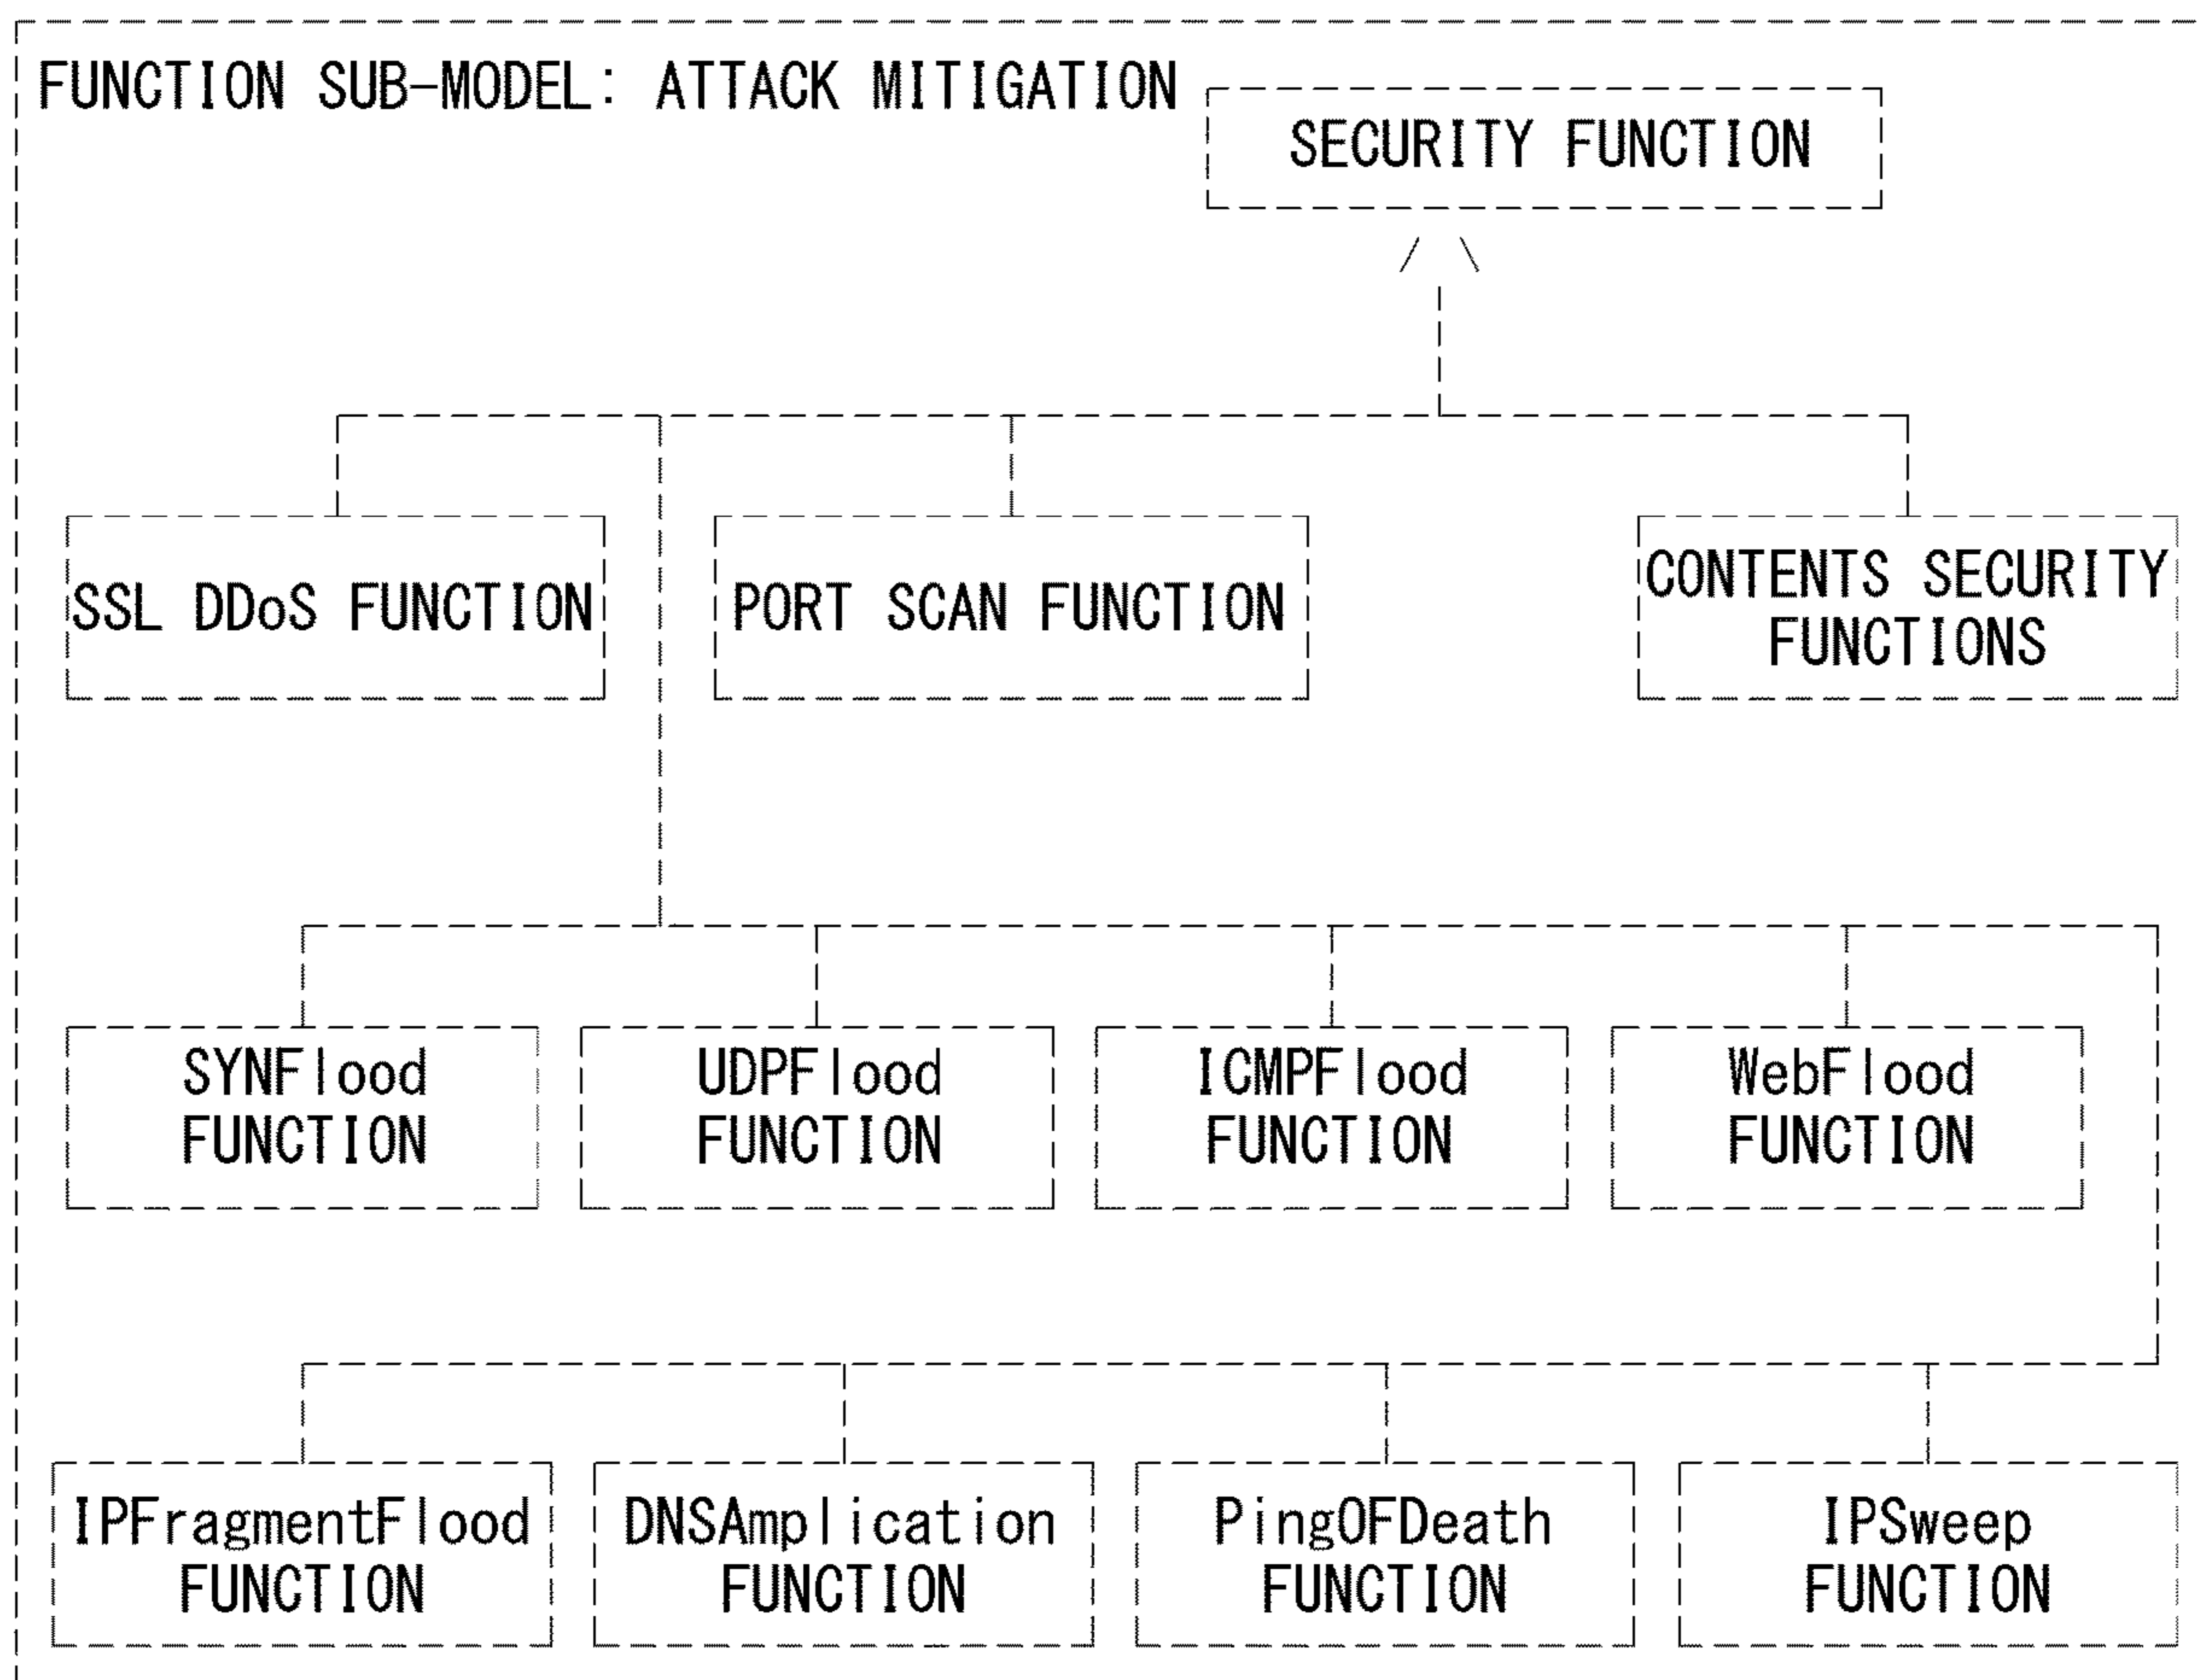 FUNCTION SUB-MODEL: ATTACK MITIGATION
SECURITY FUNCTION
SSL DDoS FUNCTION
PORT SCAN FUNCTION
CONTENTS SECURITY
FUNCTIONS
SYNFlood
FUNCTION
UDPFlood
FUNCTION
ICMPFlood
FUNCTION
WebFlood
FUNCTION
IPFragmentFlood
FUNCTION
DNSAmplication
FUNCTION
PingOFDeath
FUNCTION
IPSweep
FUNCTION